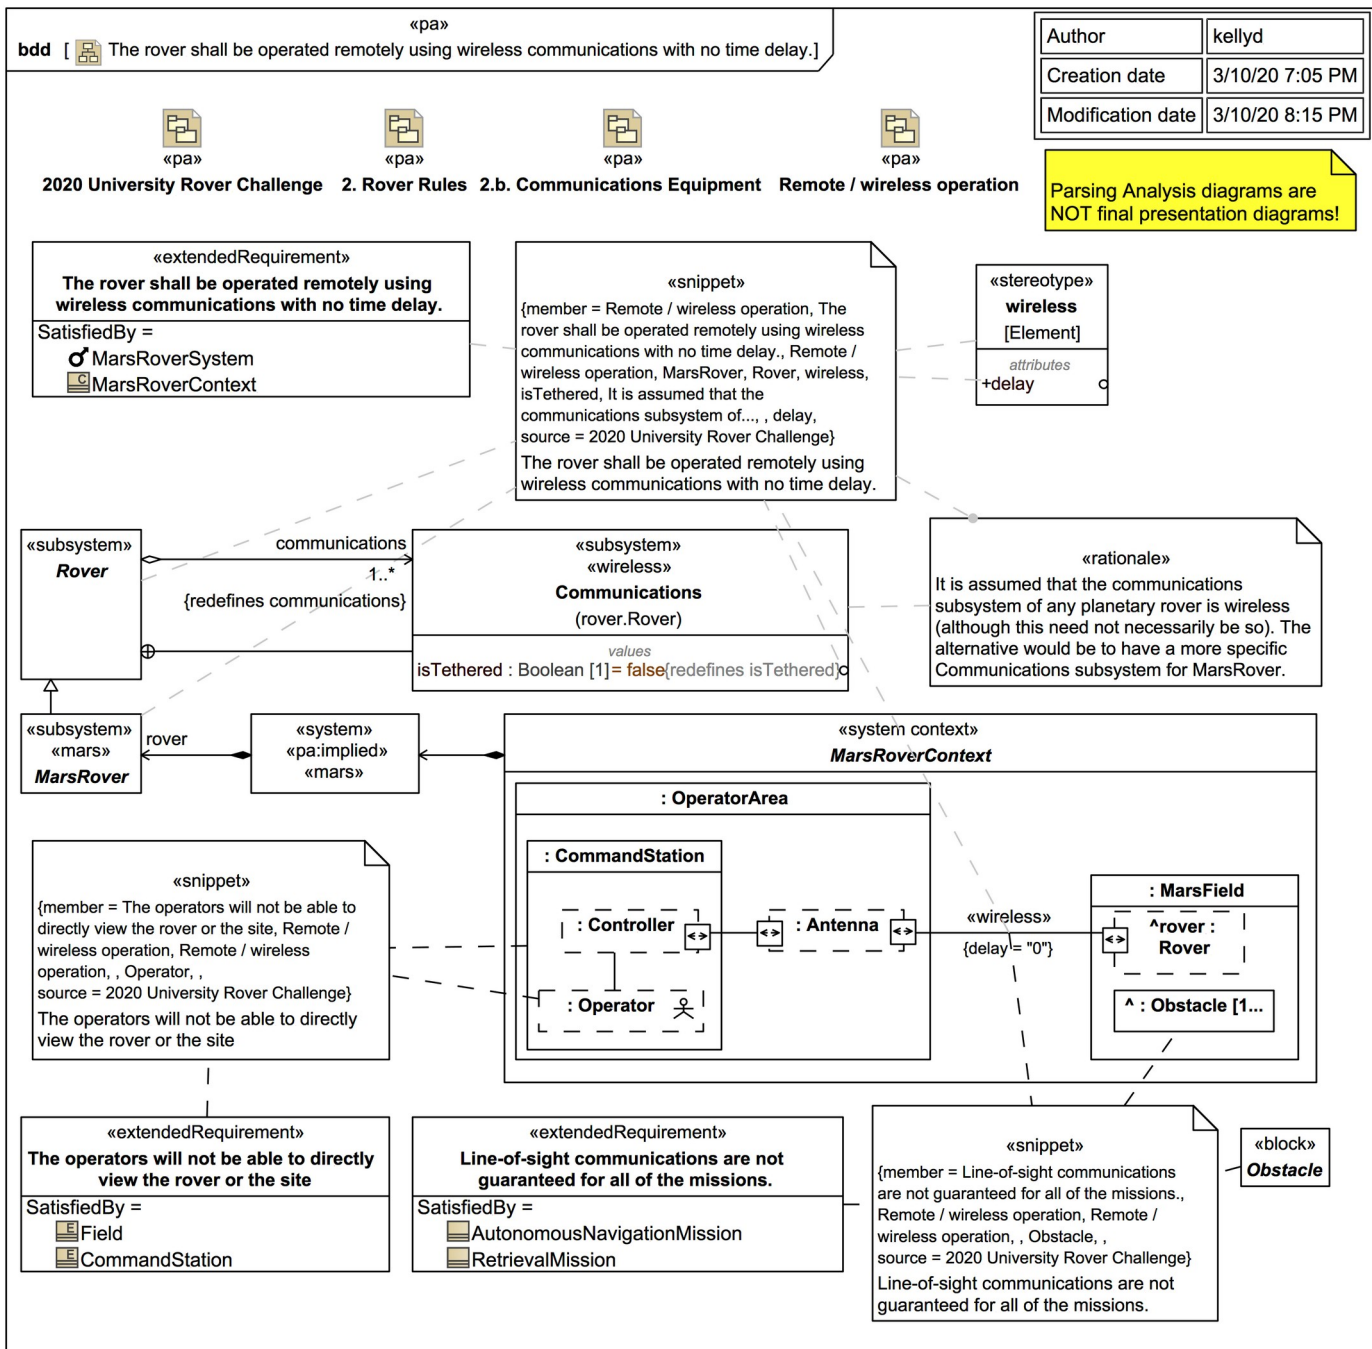 «pa»
bdd [ The rover shall be operated remotely using wireless communications with no time delay.]
Author kellyd
Creation date 3/10/20 7:05 PM
Modification date 3/10/20 8:15 PM
«pa» «pa» «pa» «pa»
2020 University Rover Challenge 2. Rover Rules 2.b. Communications Equipment Remote / wireless operation
Parsing Analysis diagrams are
NOT final presentation diagrams!
«extendedRequirement»
The rover shall be operated remotely using
wireless communications with no time delay.
SatisfiedBy =
MarsRoverSystem
C
MarsRoverContext
«snippet»
{member = Remote / wireless operation, The
rover shall be operated remotely using wireless
communications with no time delay., Remote /
wireless operation, MarsRover, Rover, wireless,
isTethered, It is assumed that the
communications subsystem of..., , delay,
source = 2020 University Rover Challenge}
The rover shall be operated remotely using
wireless communications with no time delay.
«stereotype»
wireless
[Element]
attributes
+delay
«subsystem»
Rover
communications
1..*
{redefines communications}
«subsystem»
«wireless»
Communications
(rover.Rover)
values
isTethered : Boolean [1]= false{redefines isTethered}
«rationale»
It is assumed that the communications
subsystem of any planetary rover is wireless
(although this need not necessarily be so). The
alternative would be to have a more specific
Communications subsystem for MarsRover.
«subsystem»
«mars»
MarsRover
rover
«system»
«pa:implied»
«mars»
«system context»
MarsRoverContext
: OperatorArea
: CommandStation
: Controller
: Operator
: Antenna
«wireless»
{delay = "0"}
: MarsField
^rover :
Rover
^ : Obstacle [1...
«snippet»
{member = The operators will not be able to
directly view the rover or the site, Remote /
wireless operation, Remote / wireless
operation, , Operator, ,
source = 2020 University Rover Challenge}
The operators will not be able to directly
view the rover or the site
«extendedRequirement»
The operators will not be able to directly
view the rover or the site
SatisfiedBy =
E
Field
E
CommandStation
«extendedRequirement»
Line-of-sight communications are not
guaranteed for all of the missions.
SatisfiedBy =
AutonomousNavigationMission
RetrievalMission
«snippet»
{member = Line-of-sight communications
are not guaranteed for all of the missions.,
Remote / wireless operation, Remote /
wireless operation, , Obstacle, ,
source = 2020 University Rover Challenge}
Line-of-sight communications are not
guaranteed for all of the missions.
«block»
Obstacle